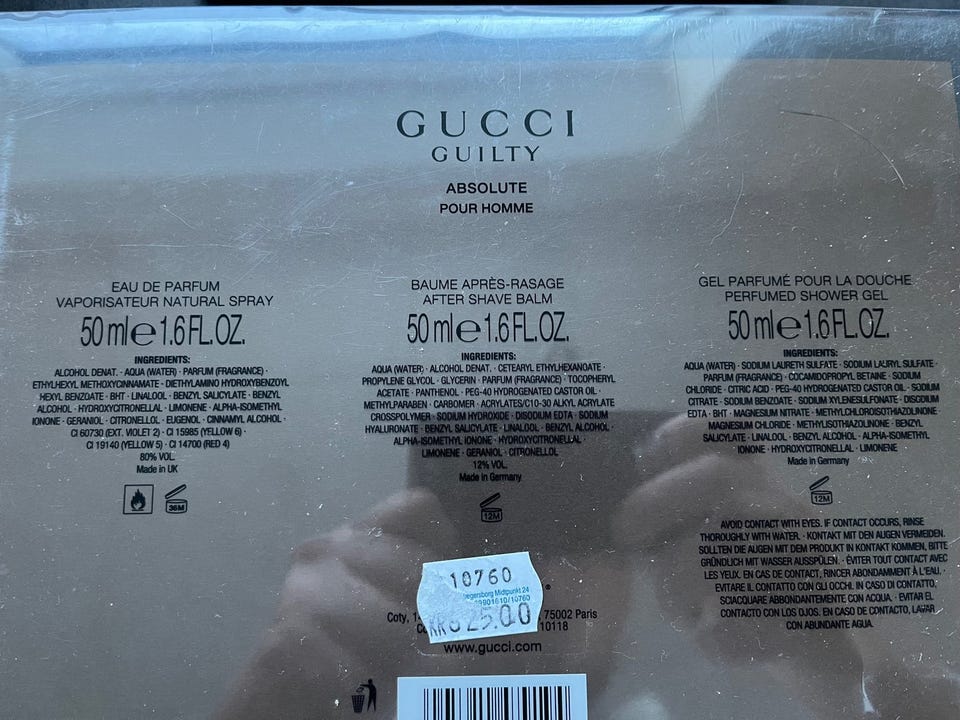 GUCCI
GUILTY
ABSOLUTE
POUR HOMME
EAU DE PARFUM
VAPORISATEUR NATURAL SPRAY
50 ml e 1.6 FL.OZ.
INGREDIENTS:
ALCOHOL DENAT. · AQUA (WATER) · PARFUM (FRAGRANCE) ·
ETHYLHEXYL METHOXYCINNAMATE · DIETHYLAMINO HYDROXYBENZOYL
HEXYL BENZOATE · BHT · LINALOOL · BENZYL SALICYLATE · BENZYL
ALCOHOL · HYDROXYCITRONELLAL · LIMONENE · ALPHA-ISOMETHYL
IONONE · GERANIOL · CITRONELLOL · EUGENOL · CINNAMYL ALCOHOL ·
CI 60730 (EXT. VIOLET 2) · CI 15985 (YELLOW 6) ·
CI 19140 (YELLOW 5) · CI 14700 (RED 4)
80% VOL.
Made in UK
36M
BAUME APRÈS-RASAGE
AFTER SHAVE BALM
50 ml e 1.6 FL.OZ.
INGREDIENTS:
AQUA (WATER) · ALCOHOL DENAT. · CETEARYL ETHYLHEXANOATE ·
PROPYLENE GLYCOL · GLYCERIN · PARFUM (FRAGRANCE) · TOCOPHERYL
ACETATE · PANTHENOL · PEG-40 HYDROGENATED CASTOR OIL ·
METHYLPARABEN · CARBOMER · ACRYLATES/C10-30 ALKYL ACRYLATE
CROSSPOLYMER · SODIUM HYDROXIDE · DISODIUM EDTA · SODIUM
HYALURONATE · BENZYL SALICYLATE · LINALOOL · BENZYL ALCOHOL ·
ALPHA-ISOMETHYL IONONE · HYDROXYCITRONELLAL ·
LIMONENE · GERANIOL · CITRONELLOL
12% VOL.
Made in Germany
12M
GEL PARFUMÉ POUR LA DOUCHE
PERFUMED SHOWER GEL
50 ml e 1.6 FL.OZ.
INGREDIENTS:
AQUA (WATER) · SODIUM LAURETH SULFATE · SODIUM LAURYL SULFATE ·
PARFUM (FRAGRANCE) · COCAMIDOPROPYL BETAINE · SODIUM
CHLORIDE · CITRIC ACID · PEG-40 HYDROGENATED CASTOR OIL · SODIUM
CITRATE · SODIUM BENZOATE · SODIUM XYLENESULFONATE · DISODIUM
EDTA · BHT · MAGNESIUM NITRATE · METHYLCHLOROISOTHIAZOLINONE ·
MAGNESIUM CHLORIDE · METHYLISOTHIAZOLINONE · BENZYL
SALICYLATE · LINALOOL · BENZYL ALCOHOL · ALPHA-ISOMETHYL
IONONE · HYDROXYCITRONELLAL · LIMONENE
Made in Germany
12M
AVOID CONTACT WITH EYES. IF CONTACT OCCURS, RINSE
THOROUGHLY WITH WATER. · KONTAKT MIT DEN AUGEN VERMEIDEN.
SOLLTEN DIE AUGEN MIT DEM PRODUKT IN KONTAKT KOMMEN, BITTE
GRÜNDLICH MIT WASSER AUSSPÜLEN. · ÉVITER TOUT CONTACT AVEC
LES YEUX. EN CAS DE CONTACT, RINCER ABONDAMMENT À L'EAU. ·
EVITARE IL CONTATTO CON GLI OCCHI. IN CASO DI CONTATTO,
SCIACQUARE ABBONDANTEMENTE CON ACQUA. · EVITAR EL
CONTACTO CON LOS OJOS. EN CASO DE CONTACTO, LAVAR
CON ABUNDANTE AGUA.
10760
Midtpunkt 24
Coty, 75002 Paris
10118
www.gucci.com